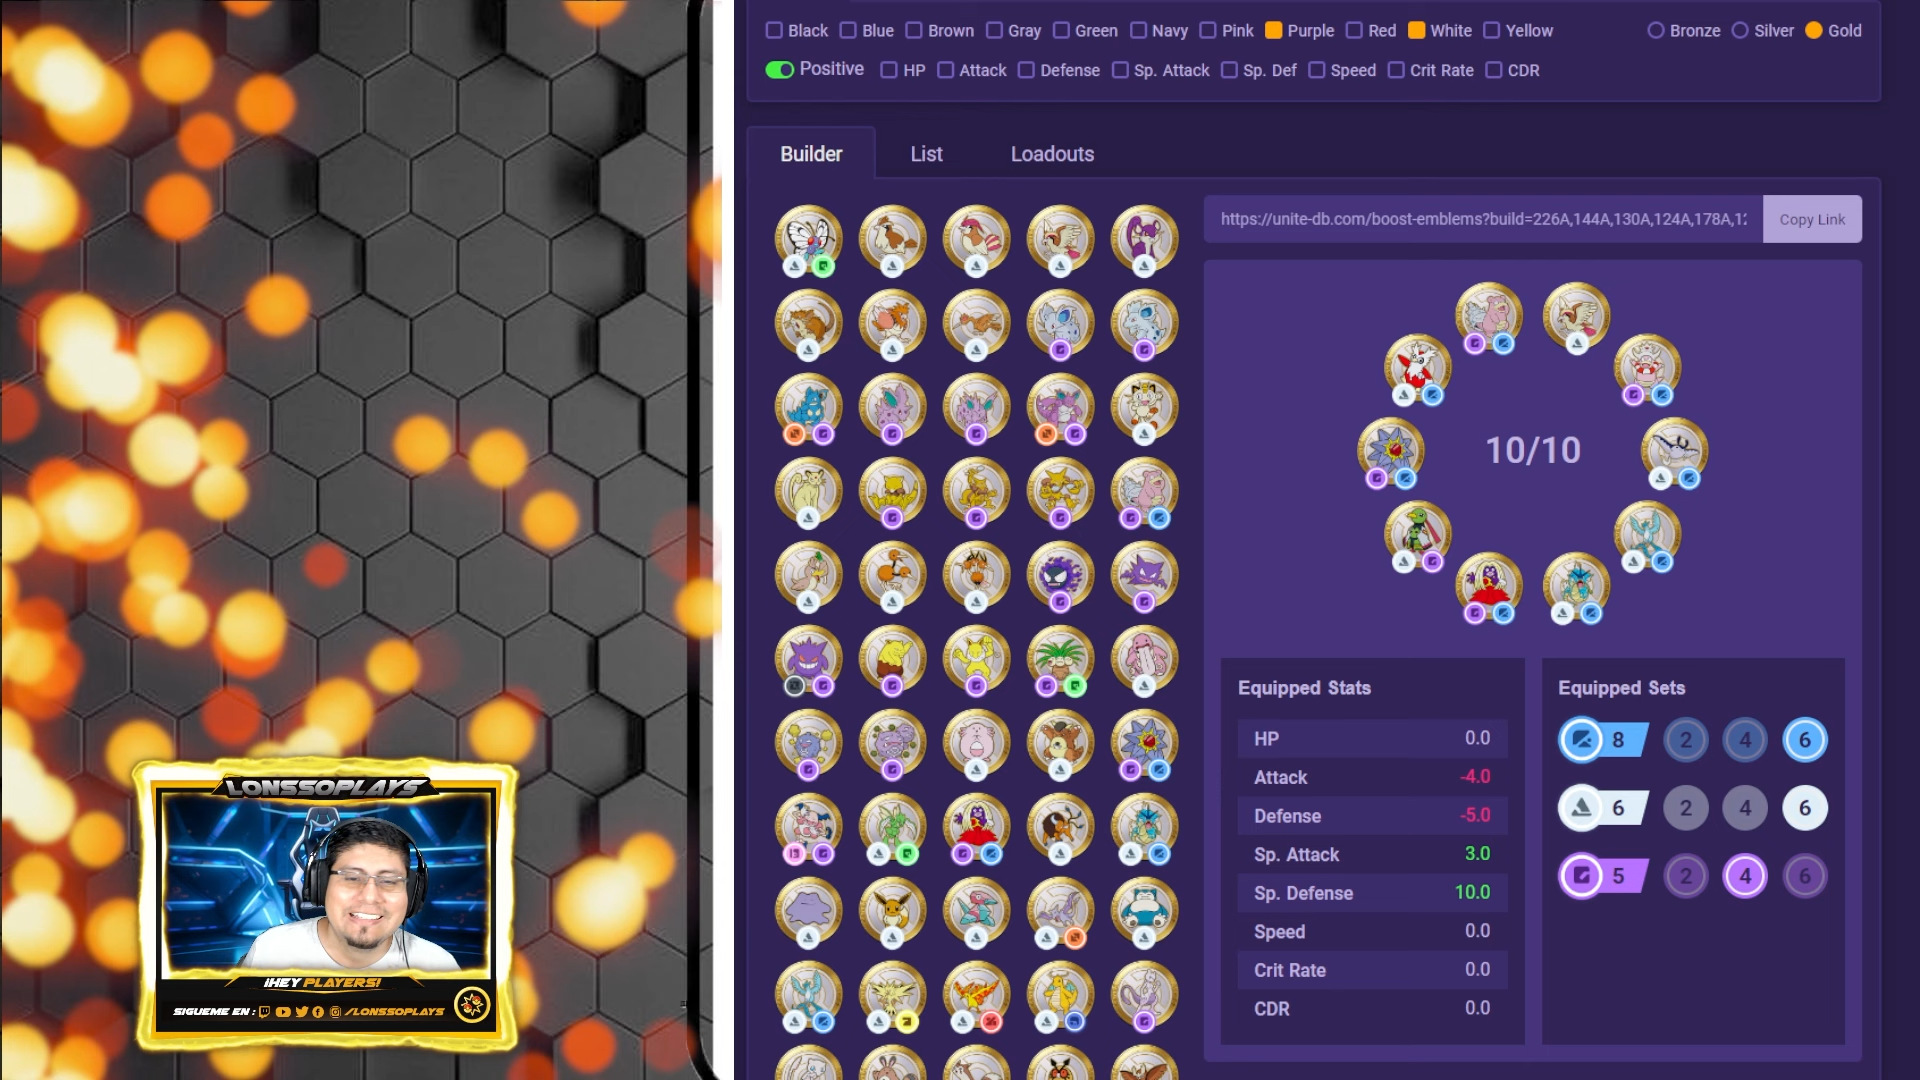 Black Blue Brown Gray Green Navy Pink Purple Red White Yellow Bronze Silver Gold
Positive HP Attack Defense Sp. Attack Sp. Def Speed Crit Rate CDR
Builder List Loadouts
https://unite-db.com/boost-emblems?build=226A,144A,130A,124A,178A,12
Copy Link
10/10
Equipped Stats
HP 0.0
Attack -4.0
Defense -5.0
Sp. Attack 3.0
Sp. Defense 10.0
Speed 0.0
Crit Rate 0.0
CDR 0.0
Equipped Sets
8 2 4 6
6 2 4 6
5 2 4 6
LONSSOPLAYS
¡HEY PLAYERS!
SIGUEME EN : /LONSSOPLAYS